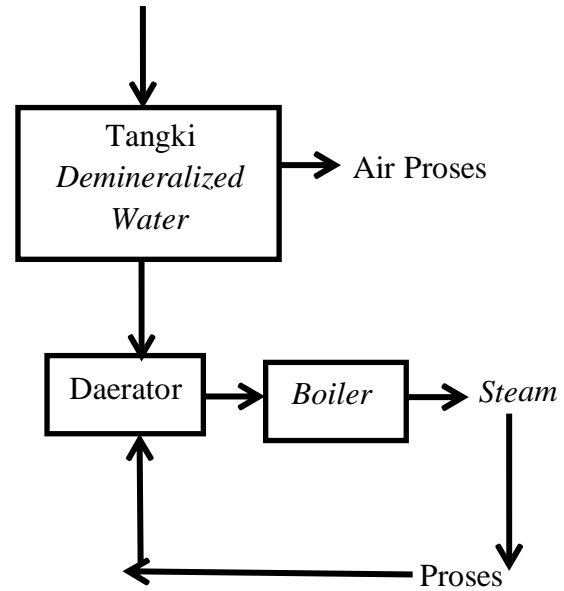 Tangki
Demineralized
Water
Air Proses
Daerator
Boiler
Steam
Proses